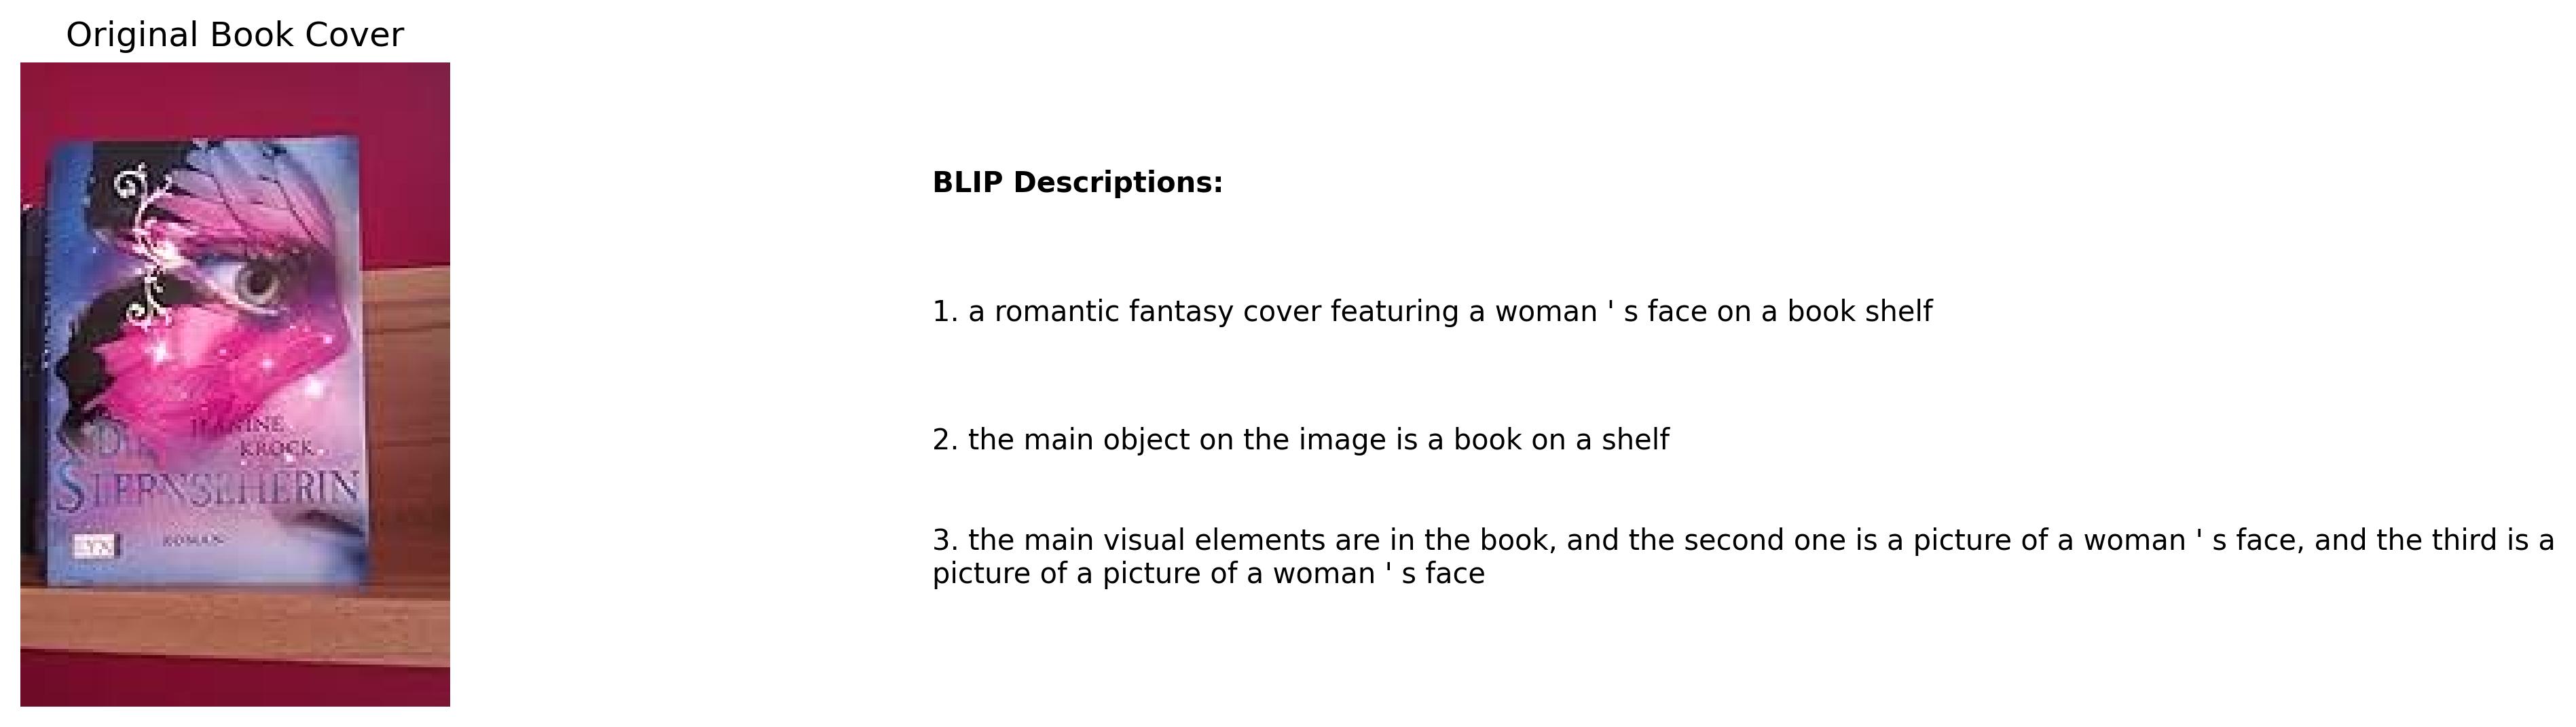 Original Book Cover
DIE
JEANINE
KROCK
STERNSEHERIN
LYX
ROMAN
BLIP Descriptions:
1. a romantic fantasy cover featuring a woman ' s face on a book shelf
2. the main object on the image is a book on a shelf
3. the main visual elements are in the book, and the second one is a picture of a woman ' s face, and the third is a
picture of a picture of a woman ' s face